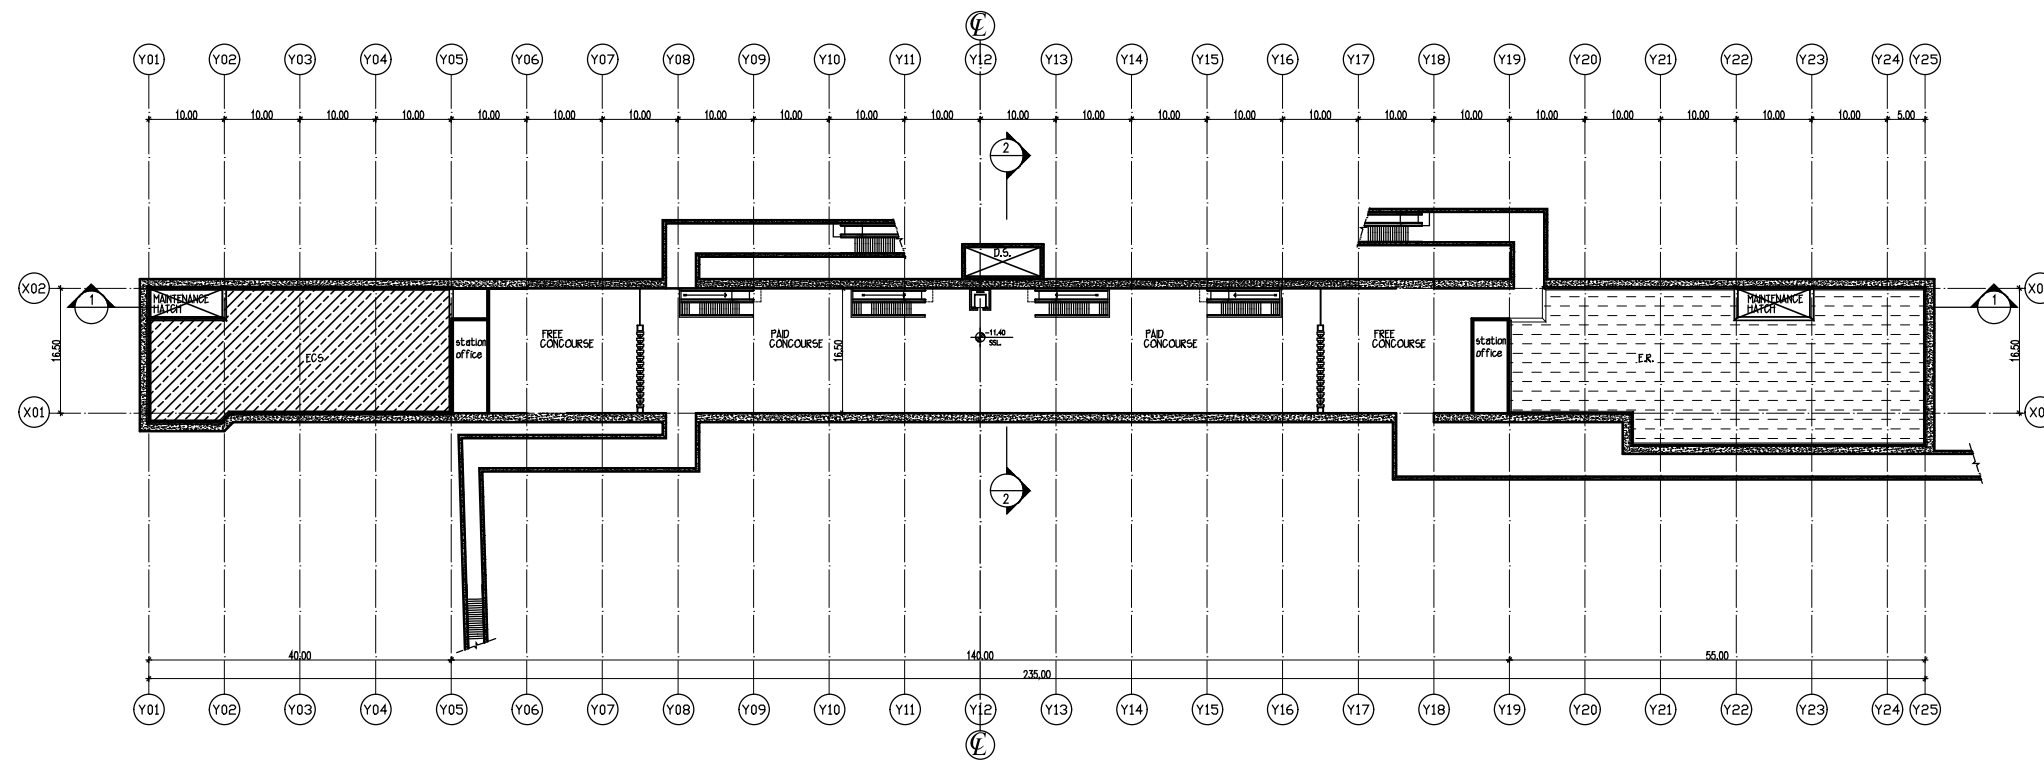 ℄
Y01 Y02 Y03 Y04 Y05 Y06 Y07 Y08 Y09 Y10 Y11 Y12 Y13 Y14 Y15 Y16 Y17 Y18 Y19 Y20 Y21 Y22 Y23 Y24 Y25
10.00 10.00 10.00 10.00 10.00 10.00 10.00 10.00 10.00 10.00 10.00 10.00 10.00 10.00 10.00 10.00 10.00 10.00 10.00 10.00 10.00 10.00 10.00 5.00
2
D.S.
X02
1
MAINTENANCE
HATCH
MAINTENANCE
HATCH
1
16.50
ECS
station
office
FREE
CONCOURSE
PAID
CONCOURSE
16.50
-11.40
SSL.
PAID
CONCOURSE
FREE
CONCOURSE
station
office
E.R.
16.50
X01
2
40.00 140.00 55.00
235,00
Y01 Y02 Y03 Y04 Y05 Y06 Y07 Y08 Y09 Y10 Y11 Y12 Y13 Y14 Y15 Y16 Y17 Y18 Y19 Y20 Y21 Y22 Y23 Y24 Y25
℄